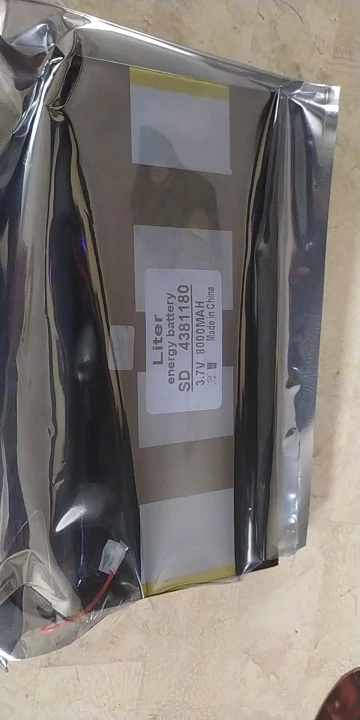 Liter
energy battery
SD 4381180
3.7V 8000MAH
Made in China